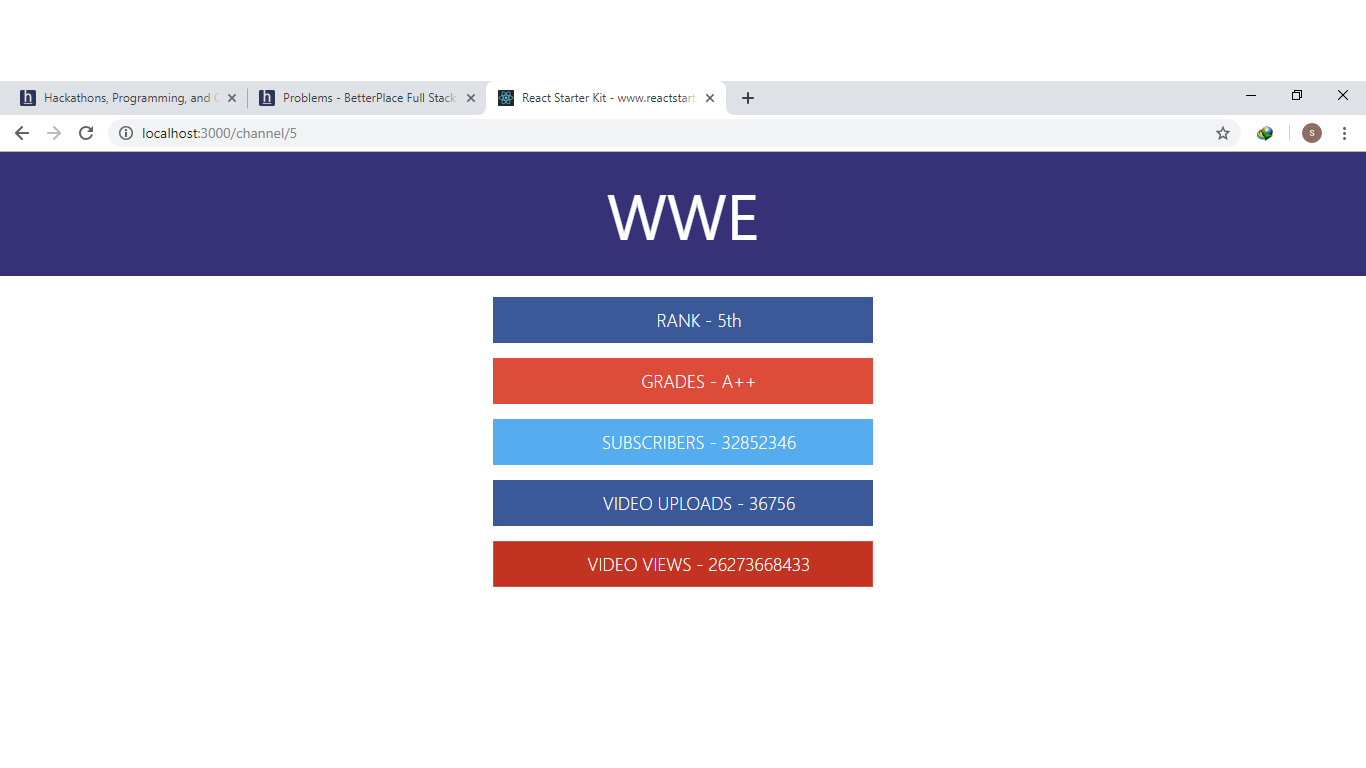 Hackathons, Programming, and
Problems - BetterPlace Full Stack
React Starter Kit - www.reactstart
localhost:3000/channel/5
S
WWE
RANK - 5th
GRADES - A++
SUBSCRIBERS - 32852346
VIDEO UPLOADS - 36756
VIDEO VIEWS - 26273668433